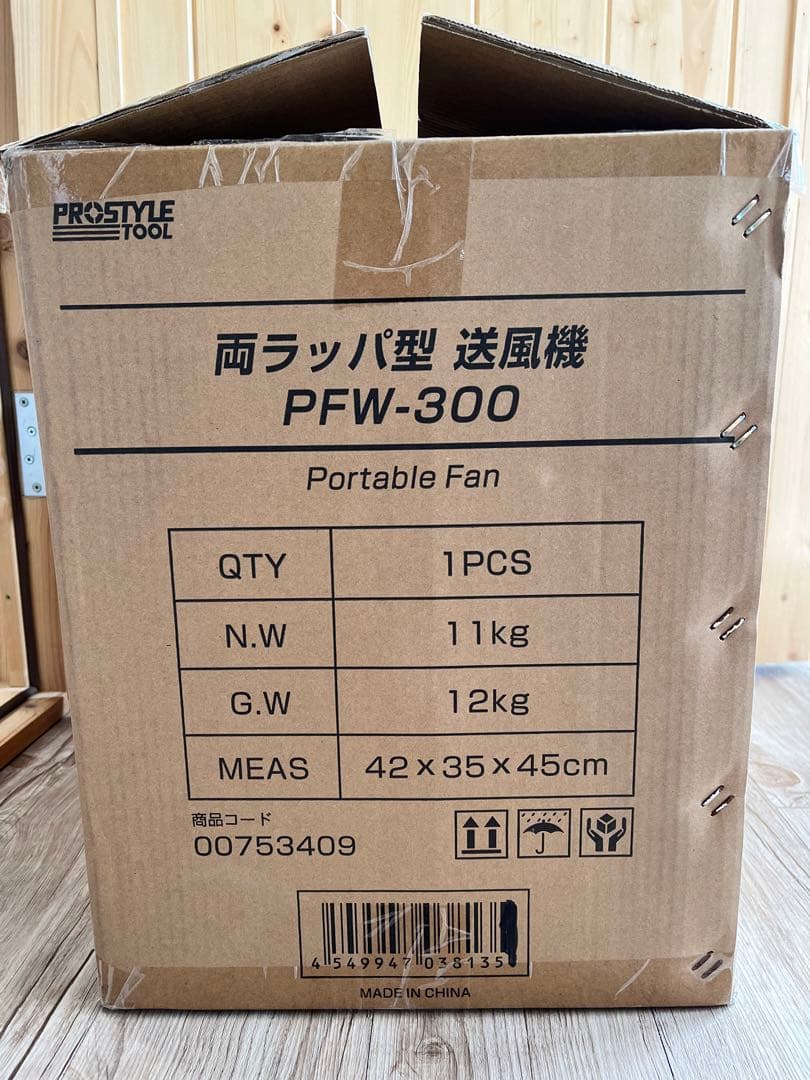 PROSTYLE
TOOL
両ラッパ型 送風機
PFW-300
Portable Fan
QTY 1PCS
N.W 11kg
G.W 12kg
MEAS 42×35×45cm
商品コード
00753409
4 549947 038135
MADE IN CHINA